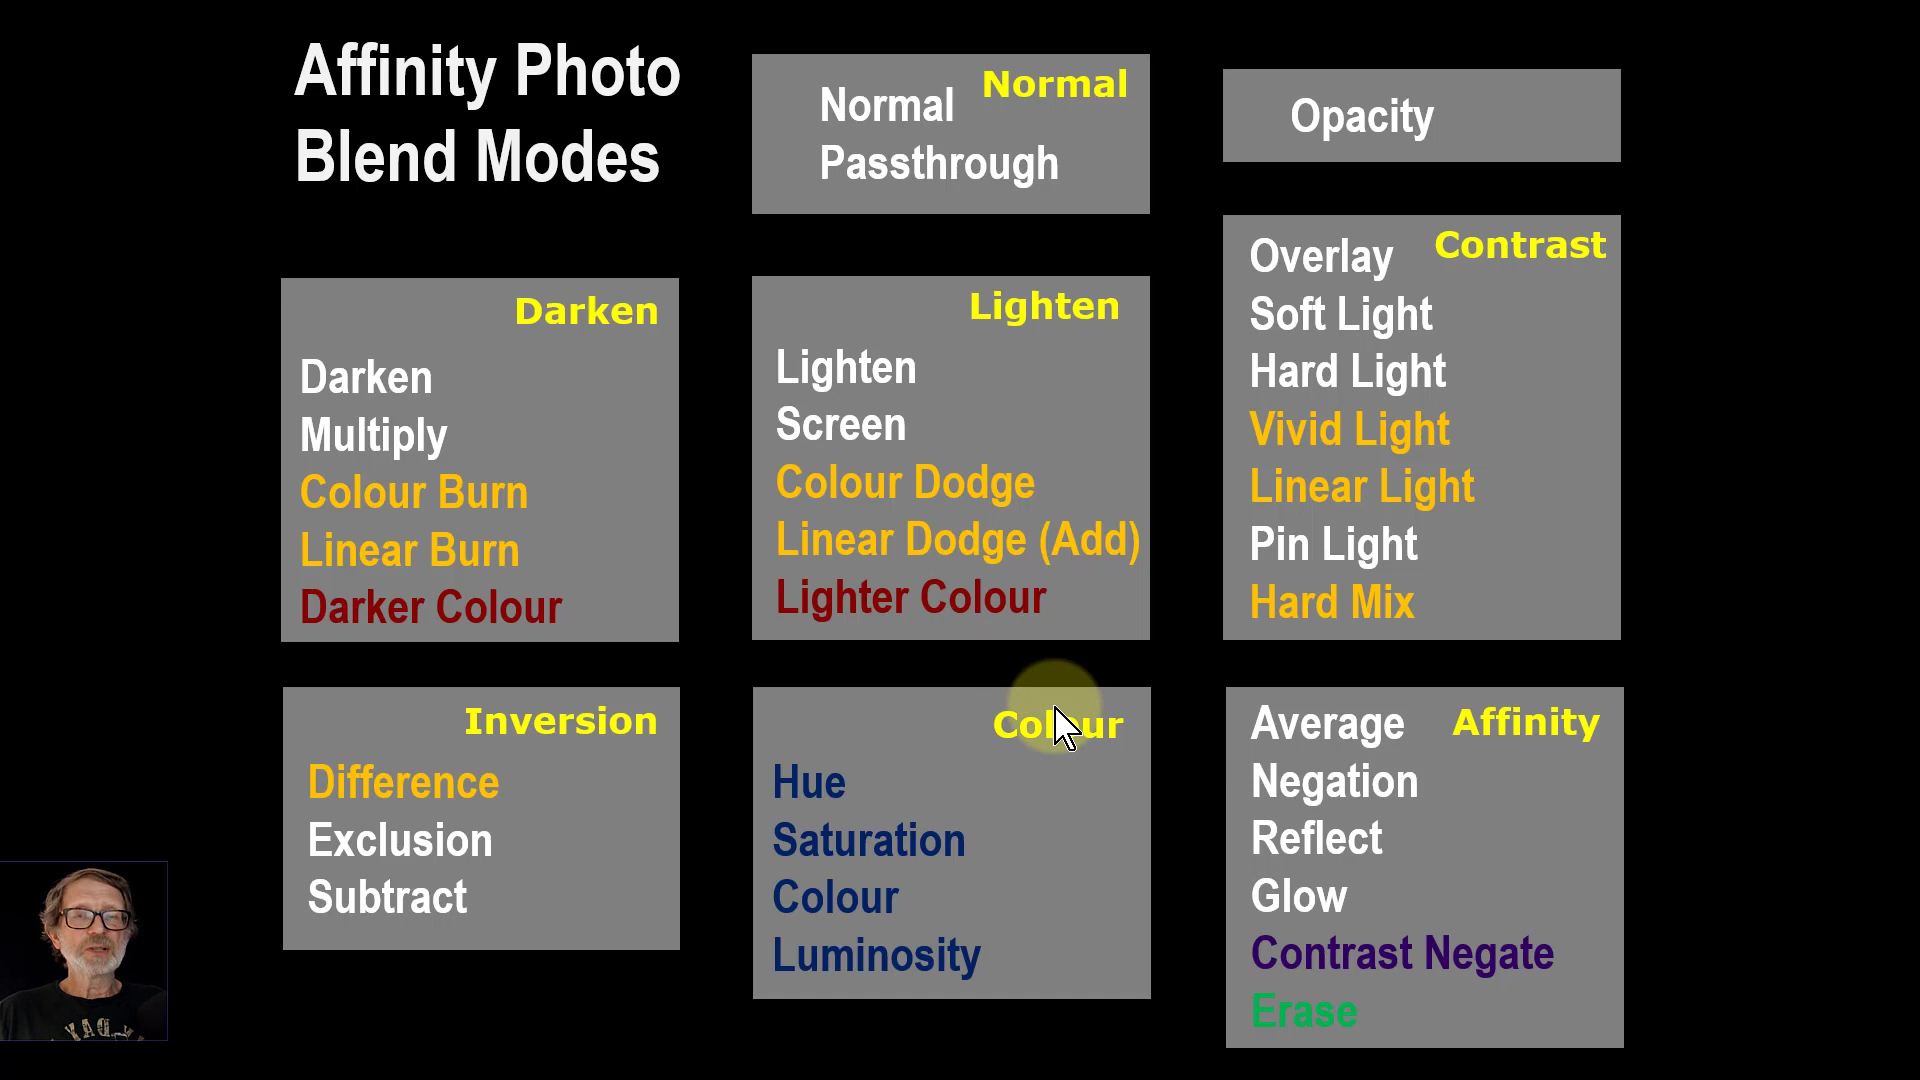 Affinity Photo
Blend Modes
Normal
Normal
Passthrough
Opacity
Darken
Darken
Multiply
Colour Burn
Linear Burn
Darker Colour
Lighten
Lighten
Screen
Colour Dodge
Linear Dodge (Add)
Lighter Colour
Contrast
Overlay
Soft Light
Hard Light
Vivid Light
Linear Light
Pin Light
Hard Mix
Inversion
Difference
Exclusion
Subtract
Colour
Hue
Saturation
Colour
Luminosity
Affinity
Average
Negation
Reflect
Glow
Contrast Negate
Erase